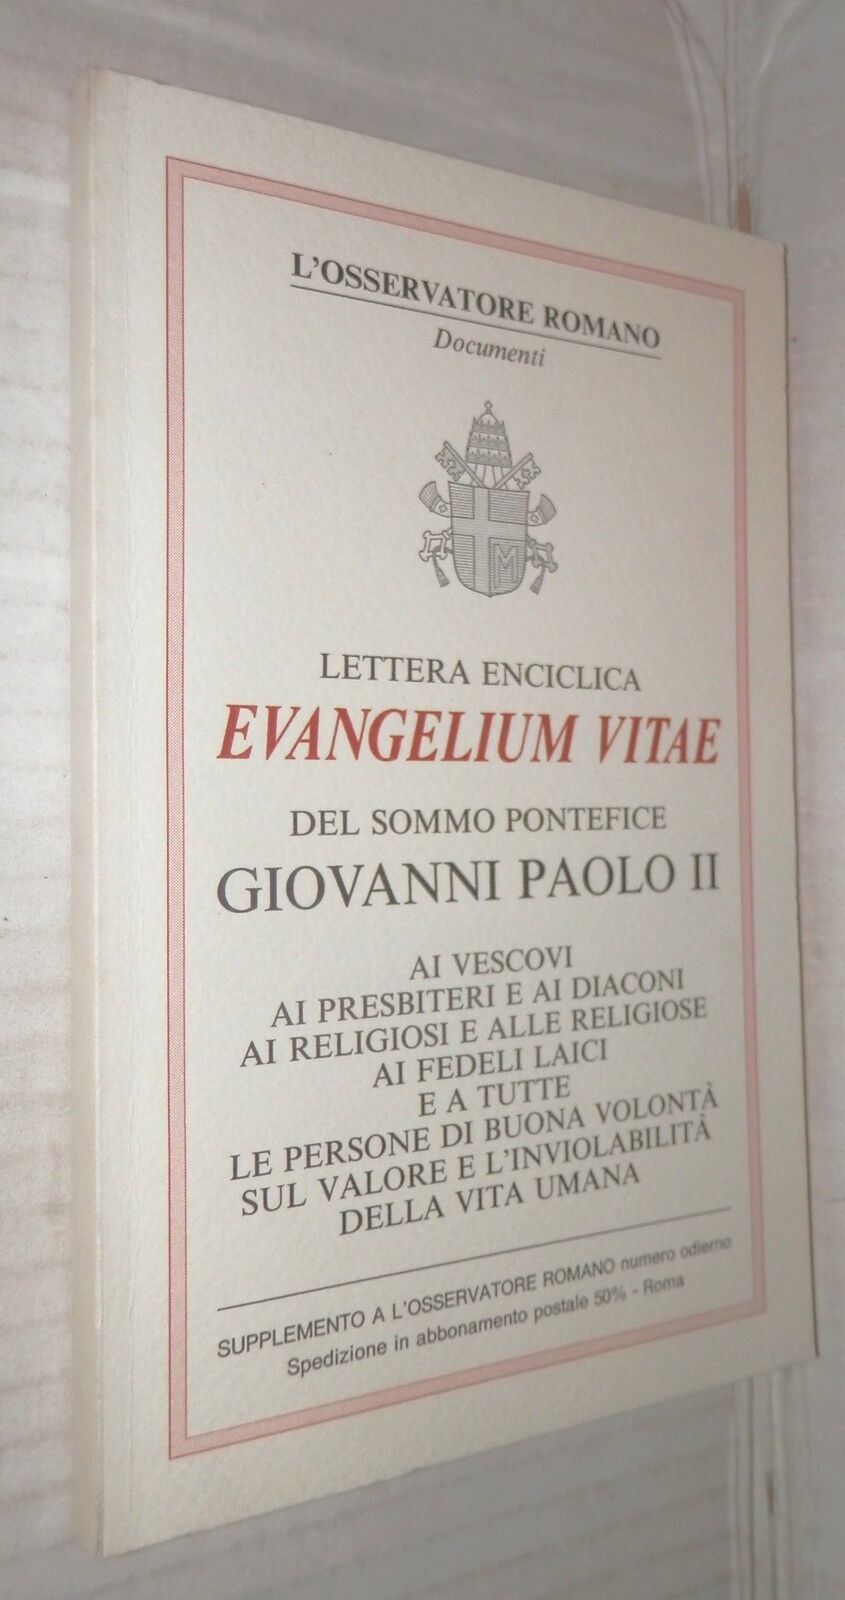 L'OSSERVATORE ROMANO
Documenti
M
LETTERA ENCICLICA
EVANGELIUM VITAE
DEL SOMMO PONTEFICE
GIOVANNI PAOLO II
AI VESCOVI
AI PRESBITERI E AI DIACONI
AI RELIGIOSI E ALLE RELIGIOSE
AI FEDELI LAICI
E A TUTTE
LE PERSONE DI BUONA VOLONTÀ
SUL VALORE E L'INVIOLABILITÀ
DELLA VITA UMANA
SUPPLEMENTO A L'OSSERVATORE ROMANO numero odierno
Spedizione in abbonamento postale 50% - Roma